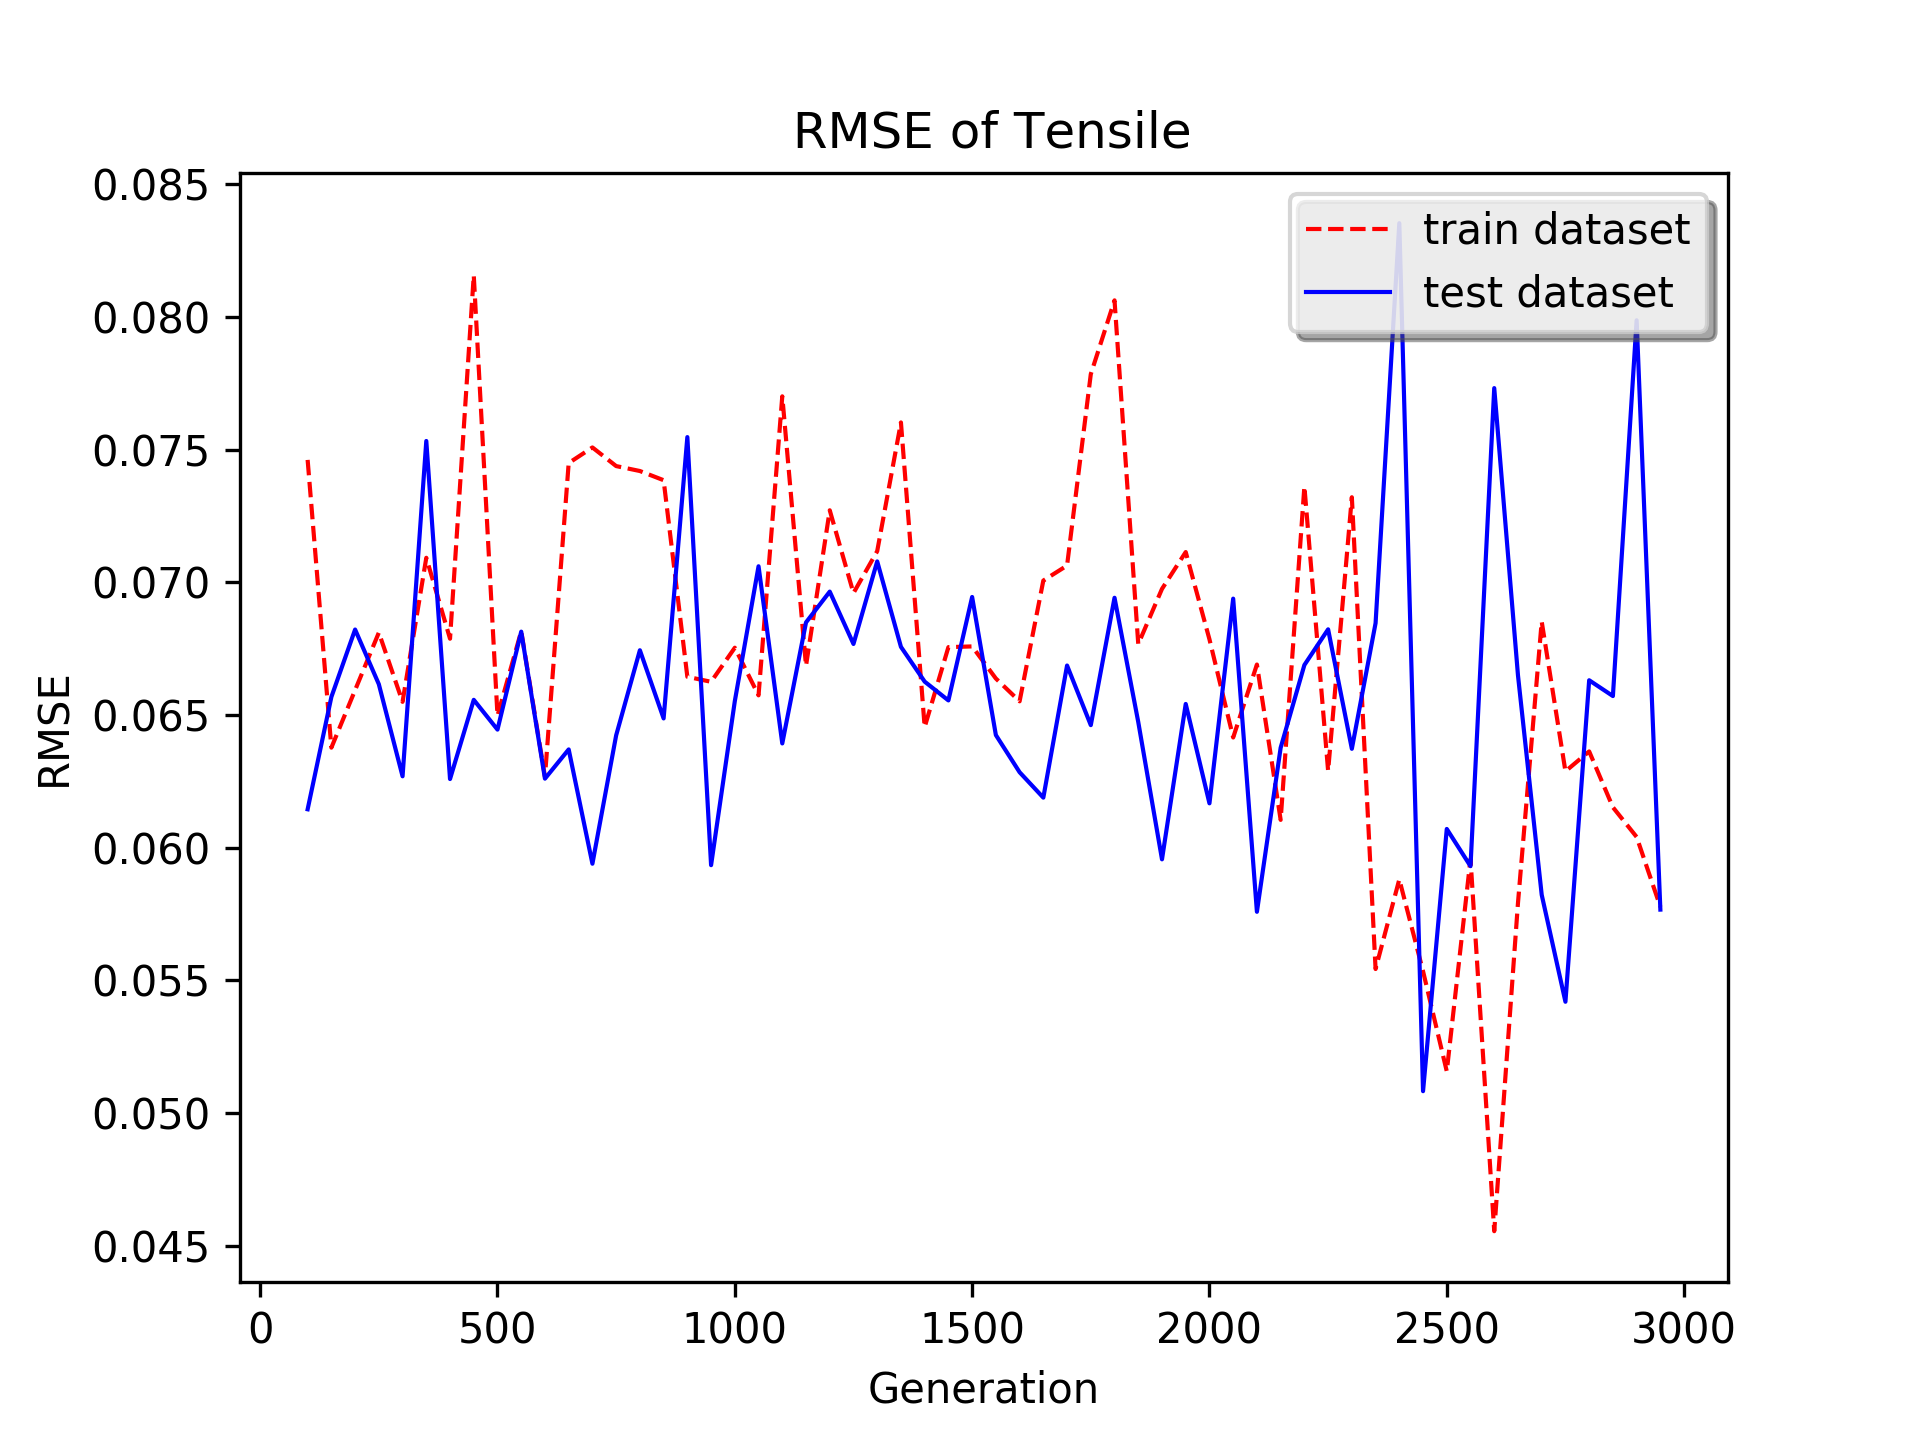 RMSE of Tensile
train dataset
test dataset
0.085
0.080
0.075
0.070
0.065
0.060
0.055
0.050
0.045
RMSE
0 500 1000 1500 2000 2500 3000
Generation